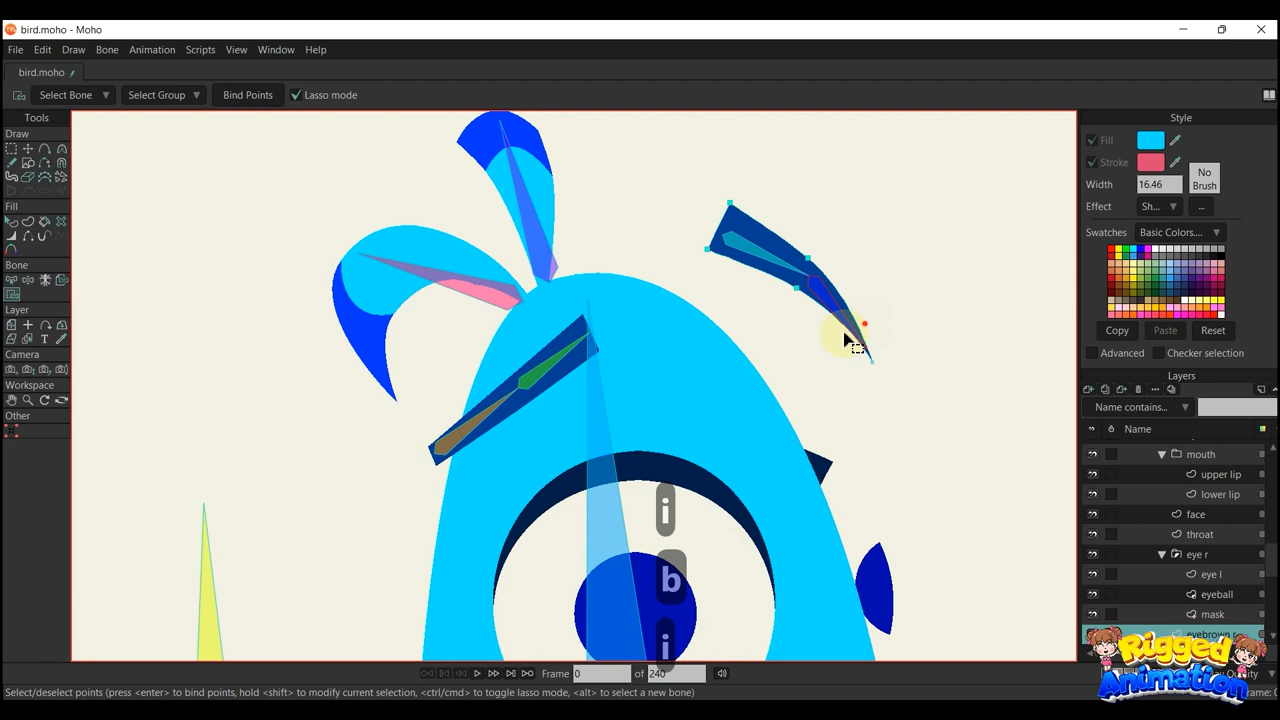 bird.moho - Moho
File Edit Draw Bone Animation Scripts View Window Help
bird.moho
Select Bone Select Group Bind Points Lasso mode
Tools
Draw
Fill
Bone
Layer
Camera
Workspace
Other
Style
Fill
Stroke
Width 16.46
No
Brush
Effect Sh... ...
Swatches Basic Colors....
Copy Paste Reset
Advanced Checker selection
Layers
Name contains...
Name
mouth
upper lip
lower lip
face
throat
eye r
eye l
eyeball
mask
i
b
i
Rigged
Animation
Frame 0 of 240
Select/deselect points (press <enter> to bind points, hold <shift> to modify current selection, <ctrl/cmd> to toggle lasso mode, <alt> to select a new bone)